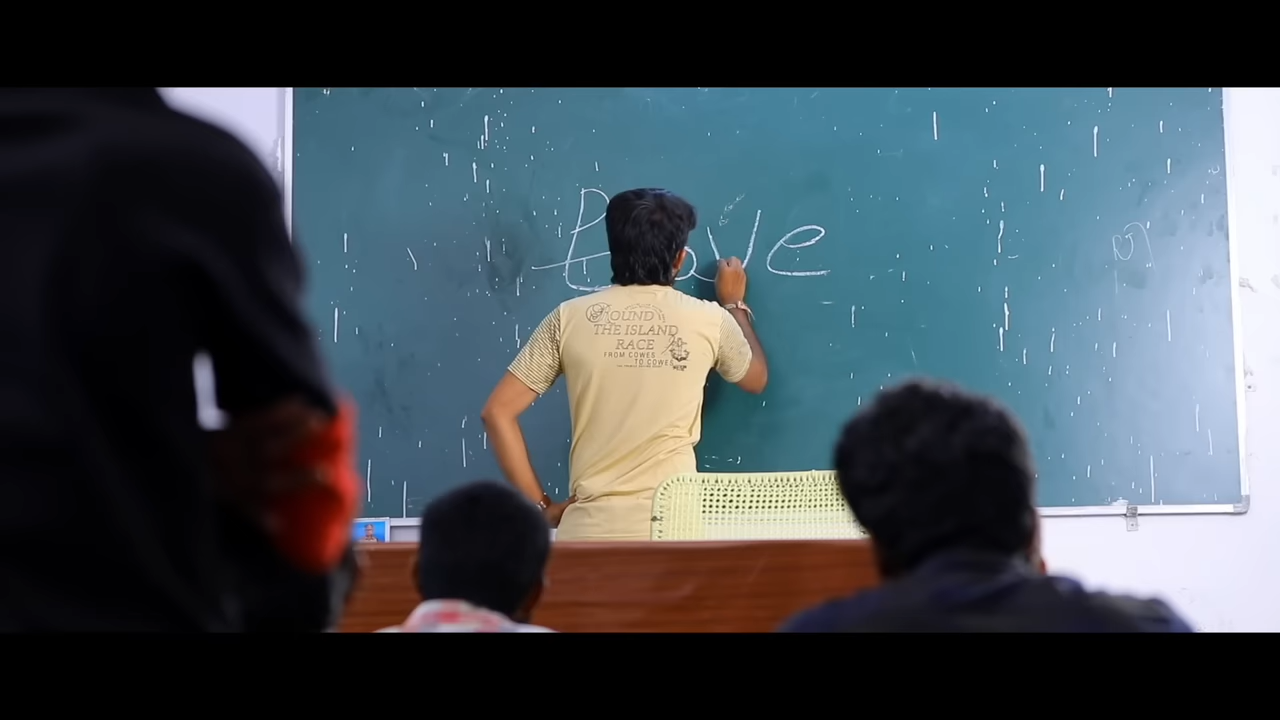 Love
ROUND
THE ISLAND
RACE
FROM COWES
TO COWES